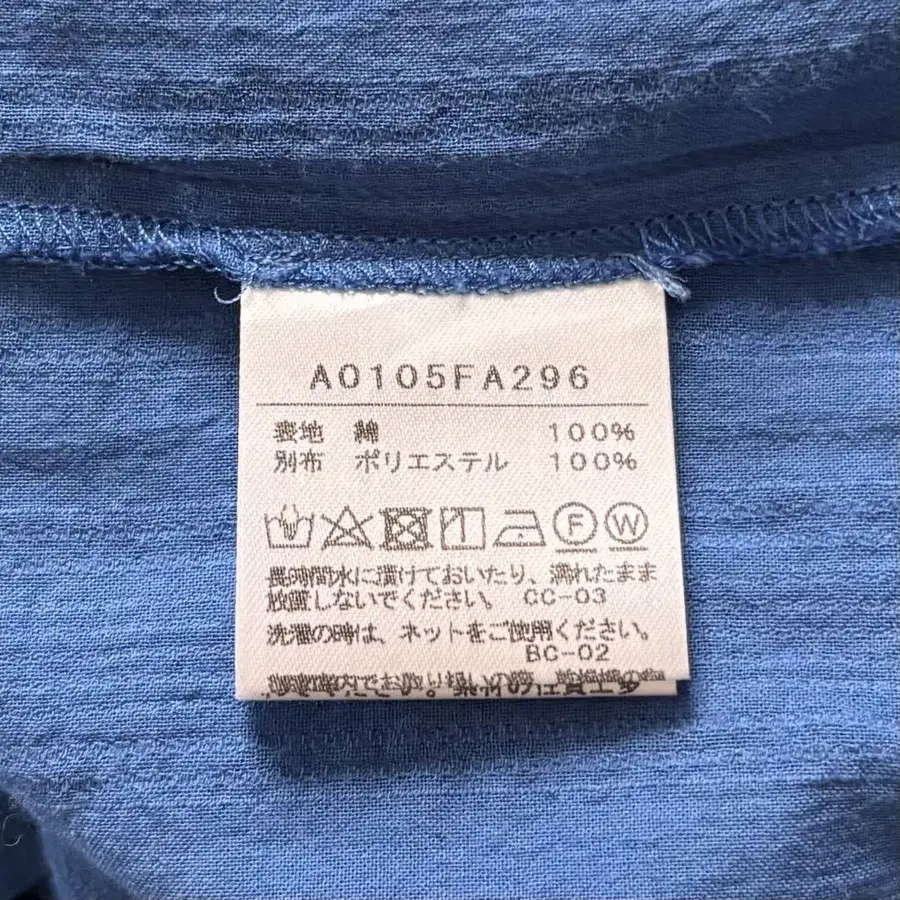 A0105FA296
表地 綿 100%
別布 ポリエステル 100%
F W
長時間水に漬けておいたり、濡れたまま
放置しないでください。 CC-03
洗濯の時は、ネットをご使用ください。
BC-02